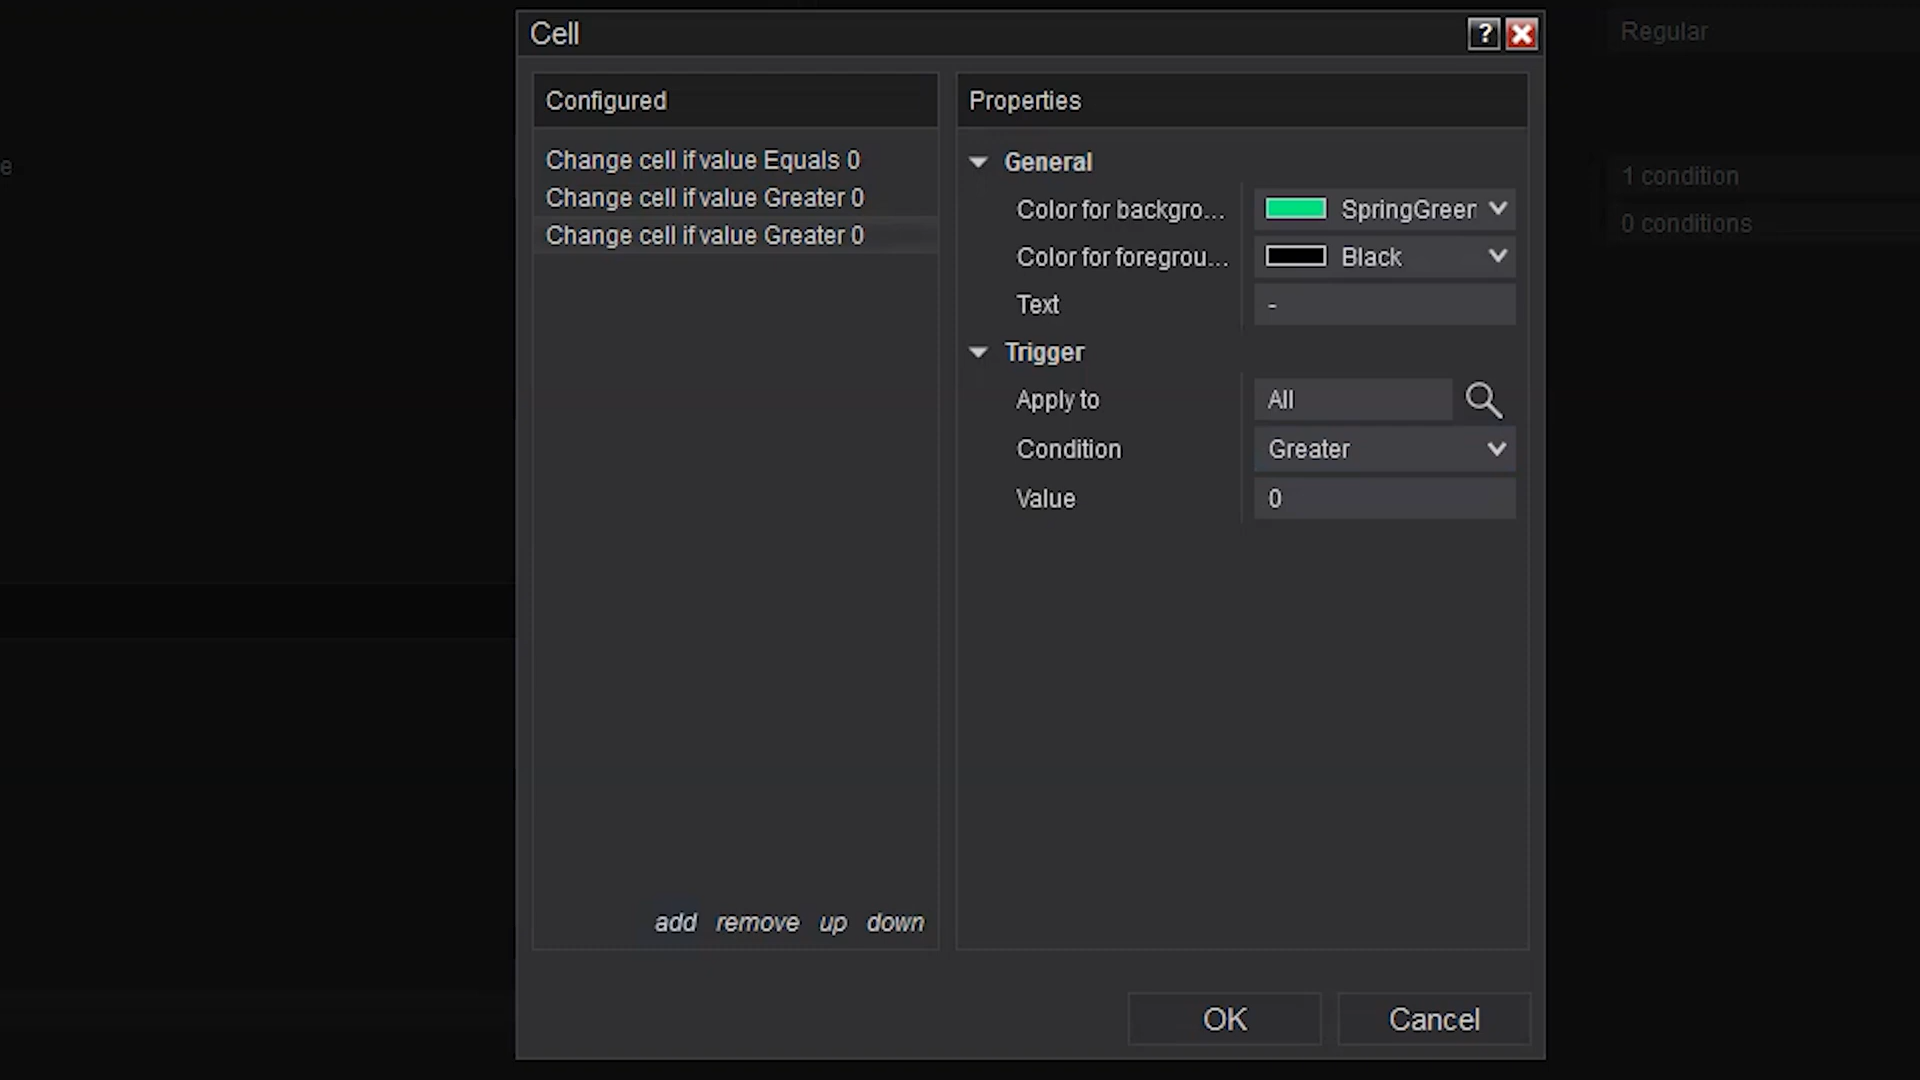 Cell
?
Regular
Configured
Properties
Change cell if value Equals 0
Change cell if value Greater 0
Change cell if value Greater 0
General
Color for backgro...
SpringGreen
Color for foregrou...
Black
Text
-
Trigger
Apply to
All
Condition
Greater
Value
0
e
1 condition
0 conditions
add remove up down
OK
Cancel